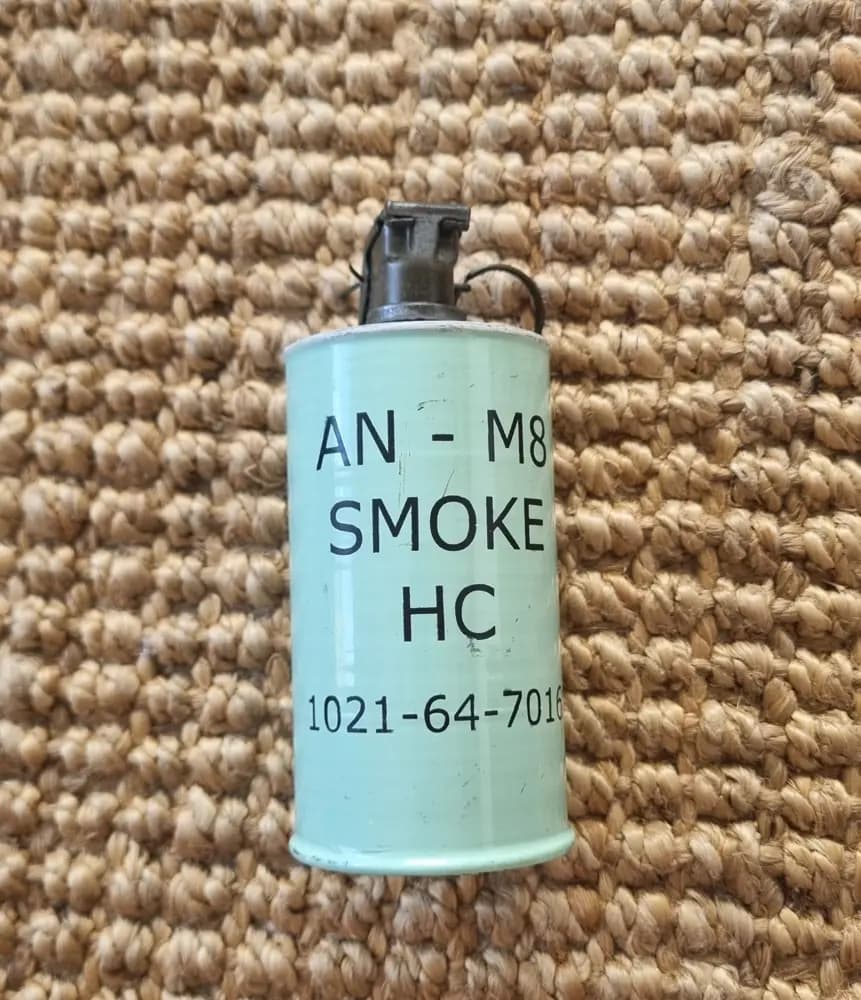 AN - M8
SMOKE
HC
1021-64-7016